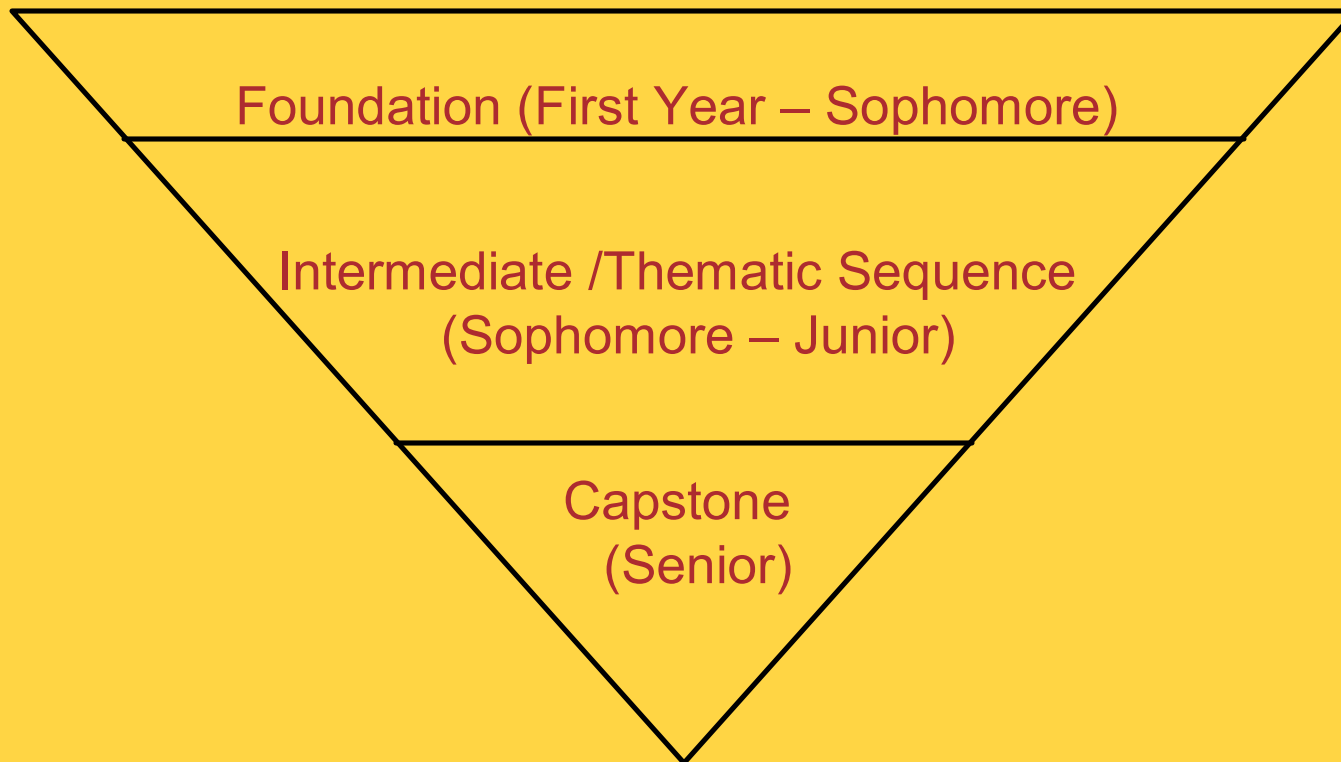 Foundation (First Year – Sophomore)
Intermediate /Thematic Sequence
(Sophomore – Junior)
Capstone
(Senior)